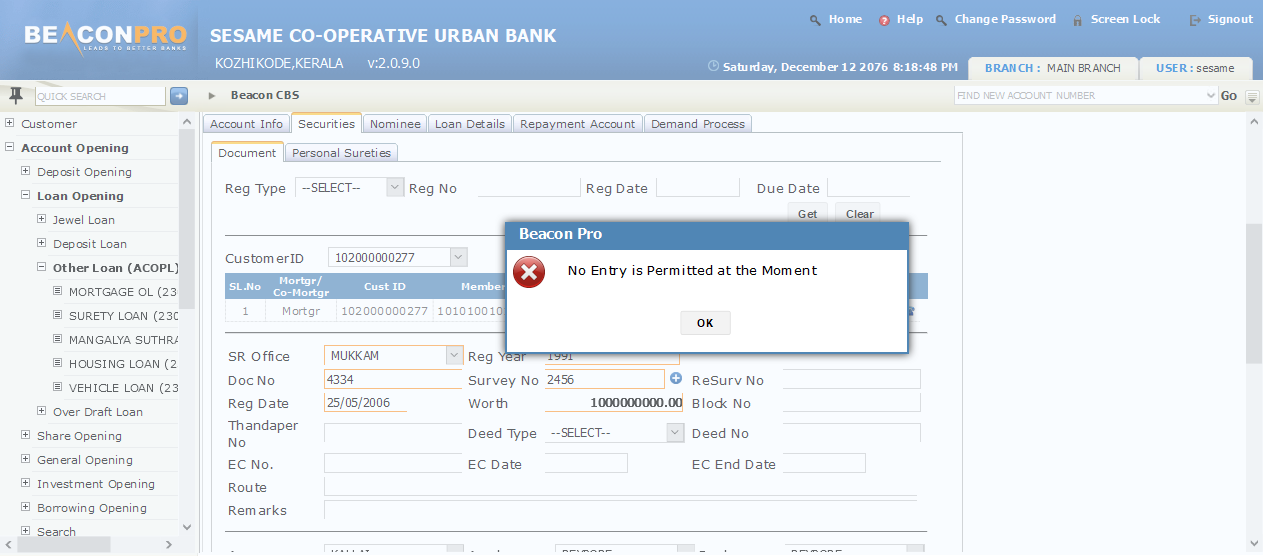 Home Help Change Password Screen Lock Signout
BEACONPRO
LEADS TO BETTER BANKS
SESAME CO-OPERATIVE URBAN BANK
KOZHIKODE,KERALA v:2.0.9.0
Saturday, December 12 2076 8:18:48 PM BRANCH : MAIN BRANCH USER : sesame
QUICK SEARCH Beacon CBS FIND NEW ACCOUNT NUMBER Go
Customer
Account Opening
Deposit Opening
Loan Opening
Jewel Loan
Deposit Loan
Other Loan (ACOPL)
MORTGAGE OL (23
SURETY LOAN (230
MANGALYA SUTHRA
HOUSING LOAN (2
VEHICLE LOAN (23
Over Draft Loan
Share Opening
General Opening
Investment Opening
Borrowing Opening
Search
Account Info Securities Nominee Loan Details Repayment Account Demand Process
Document Personal Sureties
Reg Type --SELECT-- Reg No Reg Date Due Date
Get Clear
CustomerID 102000000277
SL.No Mortgr/ Co-Mortgr Cust ID Member
1 Mortgr 102000000277 101010010
Beacon Pro
No Entry is Permitted at the Moment
OK
SR Office MUKKAM Reg Year 1991
Doc No 4334 Survey No 2456 ReSurv No
Reg Date 25/05/2006 Worth 1000000000.00 Block No
Thandaper No Deed Type --SELECT-- Deed No
EC No. EC Date EC End Date
Route
Remarks